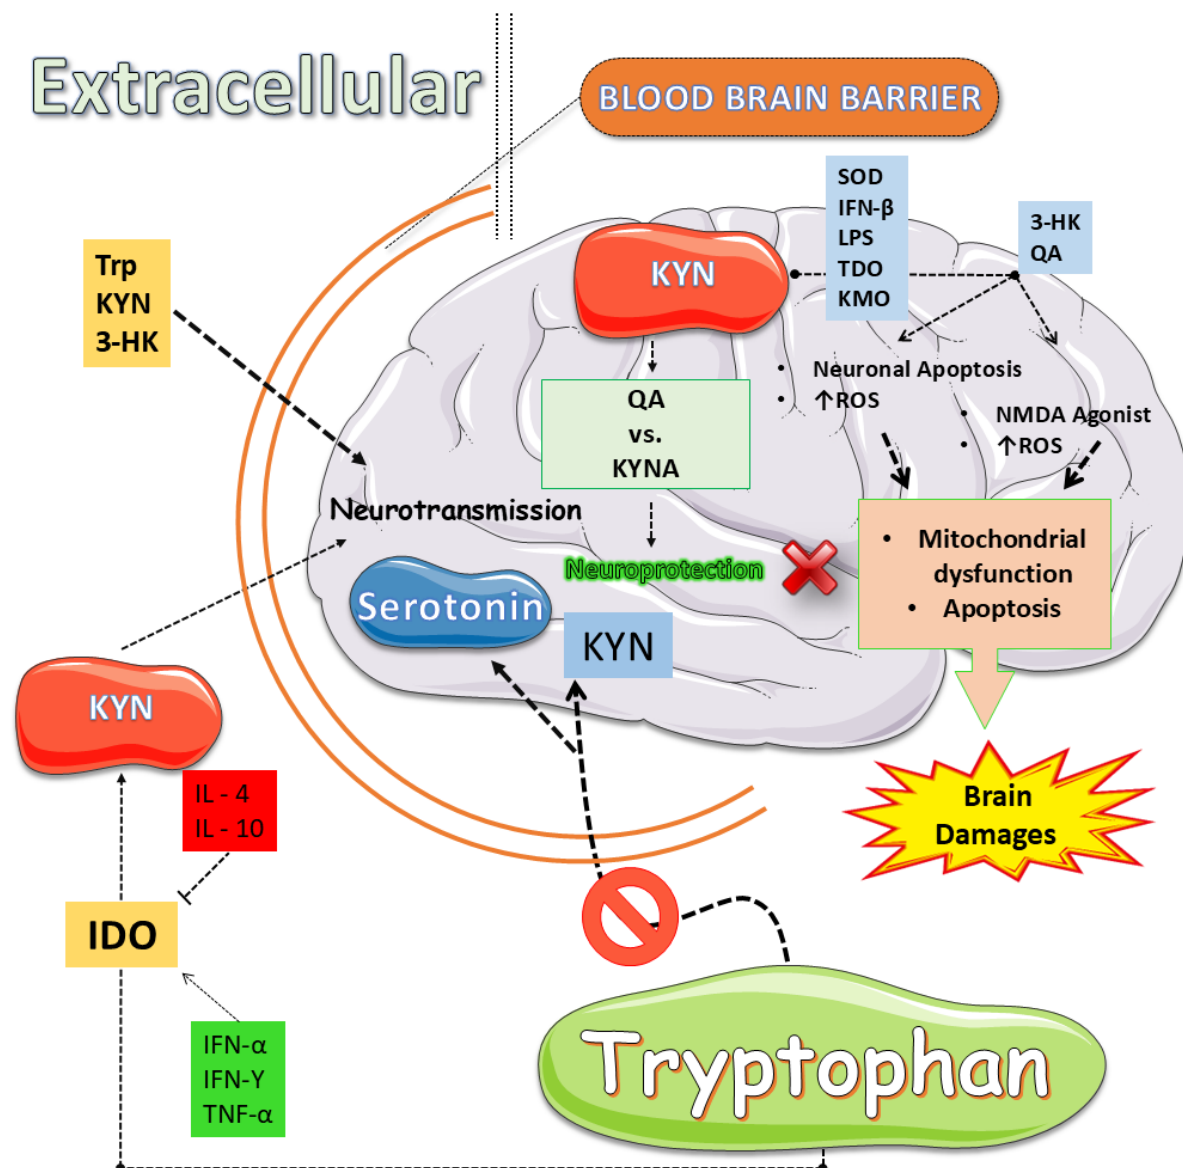 Extracellular
BLOOD BRAIN BARRIER
SOD
IFN-β
LPS
TDO
KMO
3-HK
QA
Trp
KYN
3-HK
KYN
• Neuronal Apoptosis
• ↑ROS
QA
vs.
KYNA
• NMDA Agonist
• ↑ROS
Neurotransmission
• Mitochondrial
dysfunction
• Apoptosis
Neuroprotection
Serotonin
KYN
KYN
IL - 4
IL - 10
Brain
Damages
IDO
IFN-α
IFN-Y
TNF-α
Tryptophan